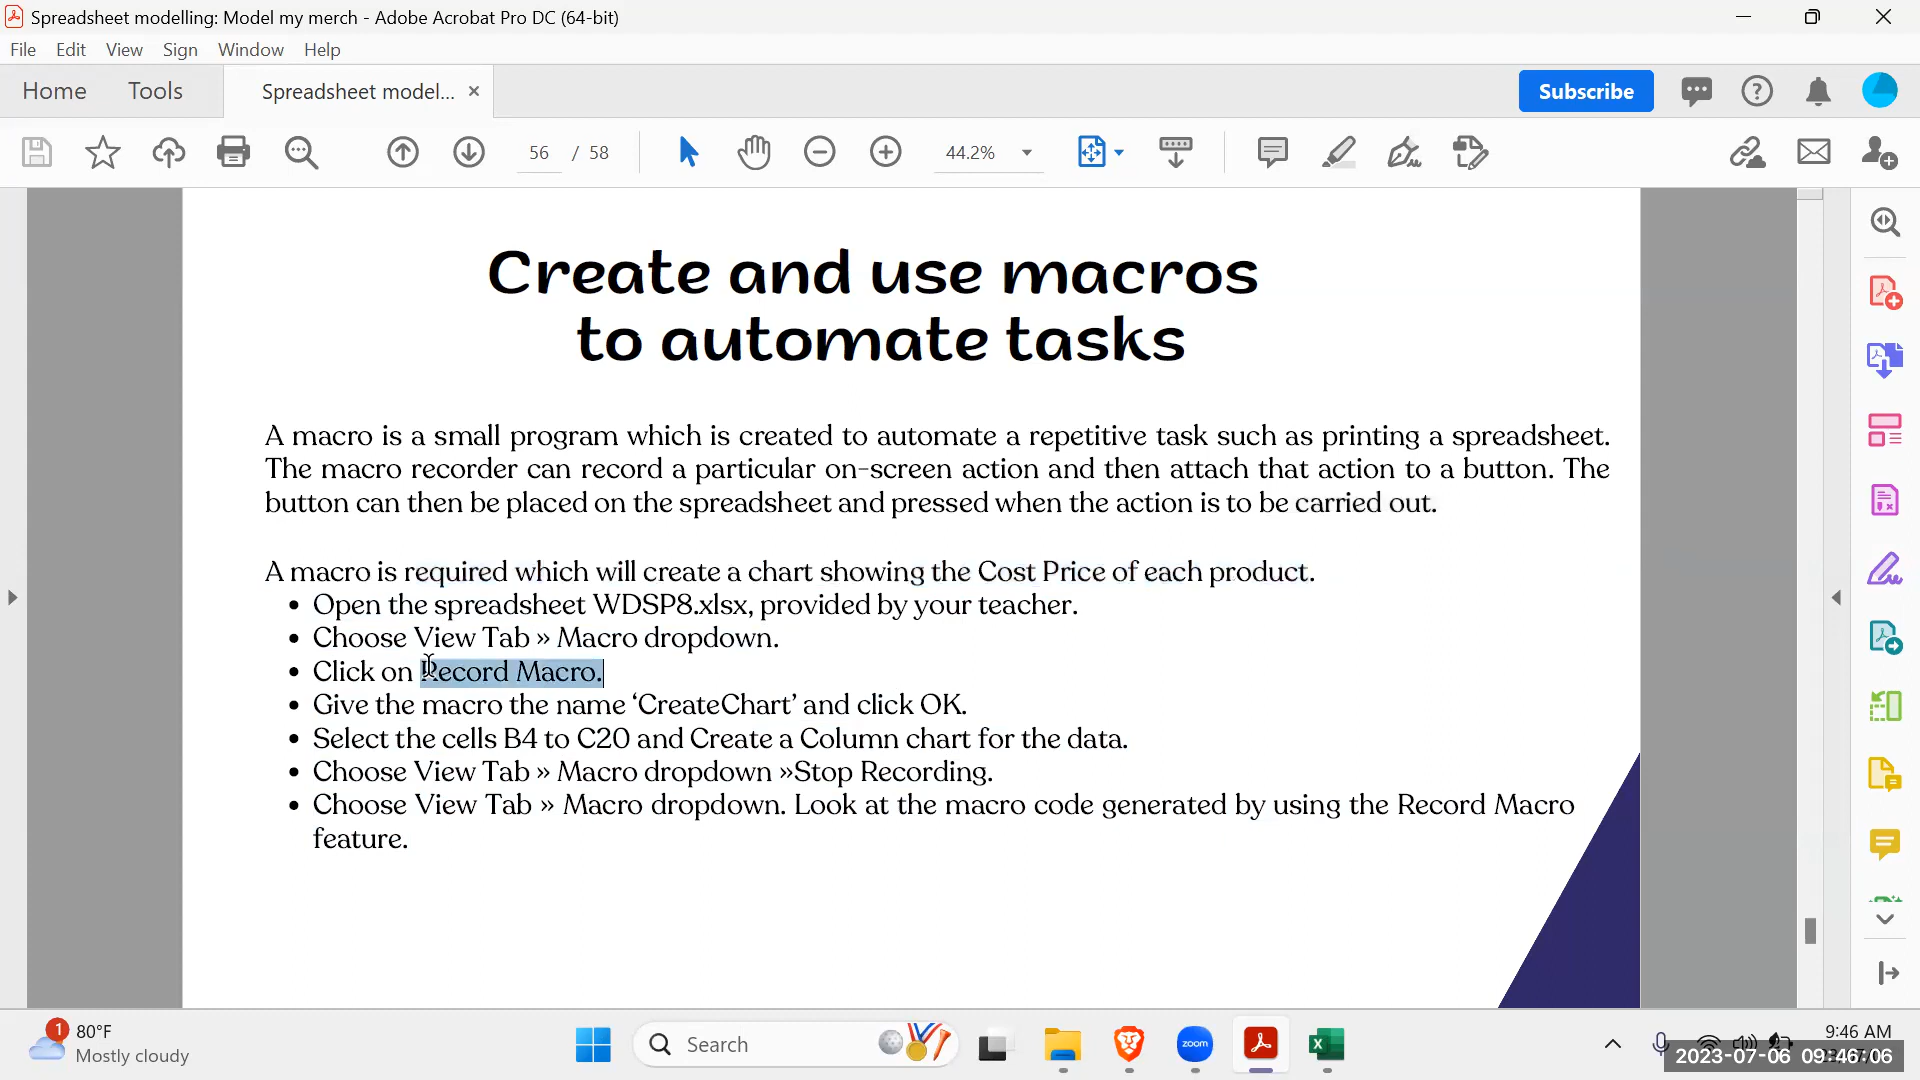 Spreadsheet modelling: Model my merch - Adobe Acrobat Pro DC (64-bit)
File Edit View Sign Window Help
Home Tools Spreadsheet model... Subscribe
56 / 58 44.2%
Create and use macros
to automate tasks
A macro is a small program which is created to automate a repetitive task such as printing a spreadsheet.
The macro recorder can record a particular on-screen action and then attach that action to a button. The
button can then be placed on the spreadsheet and pressed when the action is to be carried out.
A macro is required which will create a chart showing the Cost Price of each product.
• Open the spreadsheet WDSP8.xlsx, provided by your teacher.
• Choose View Tab » Macro dropdown.
• Click on Record Macro.
• Give the macro the name ‘CreateChart’ and click OK.
• Select the cells B4 to C20 and Create a Column chart for the data.
• Choose View Tab » Macro dropdown »Stop Recording.
• Choose View Tab » Macro dropdown. Look at the macro code generated by using the Record Macro
feature.
1 80°F
Mostly cloudy
Search
zoom
9:46 AM
2023-07-06 09:46:06